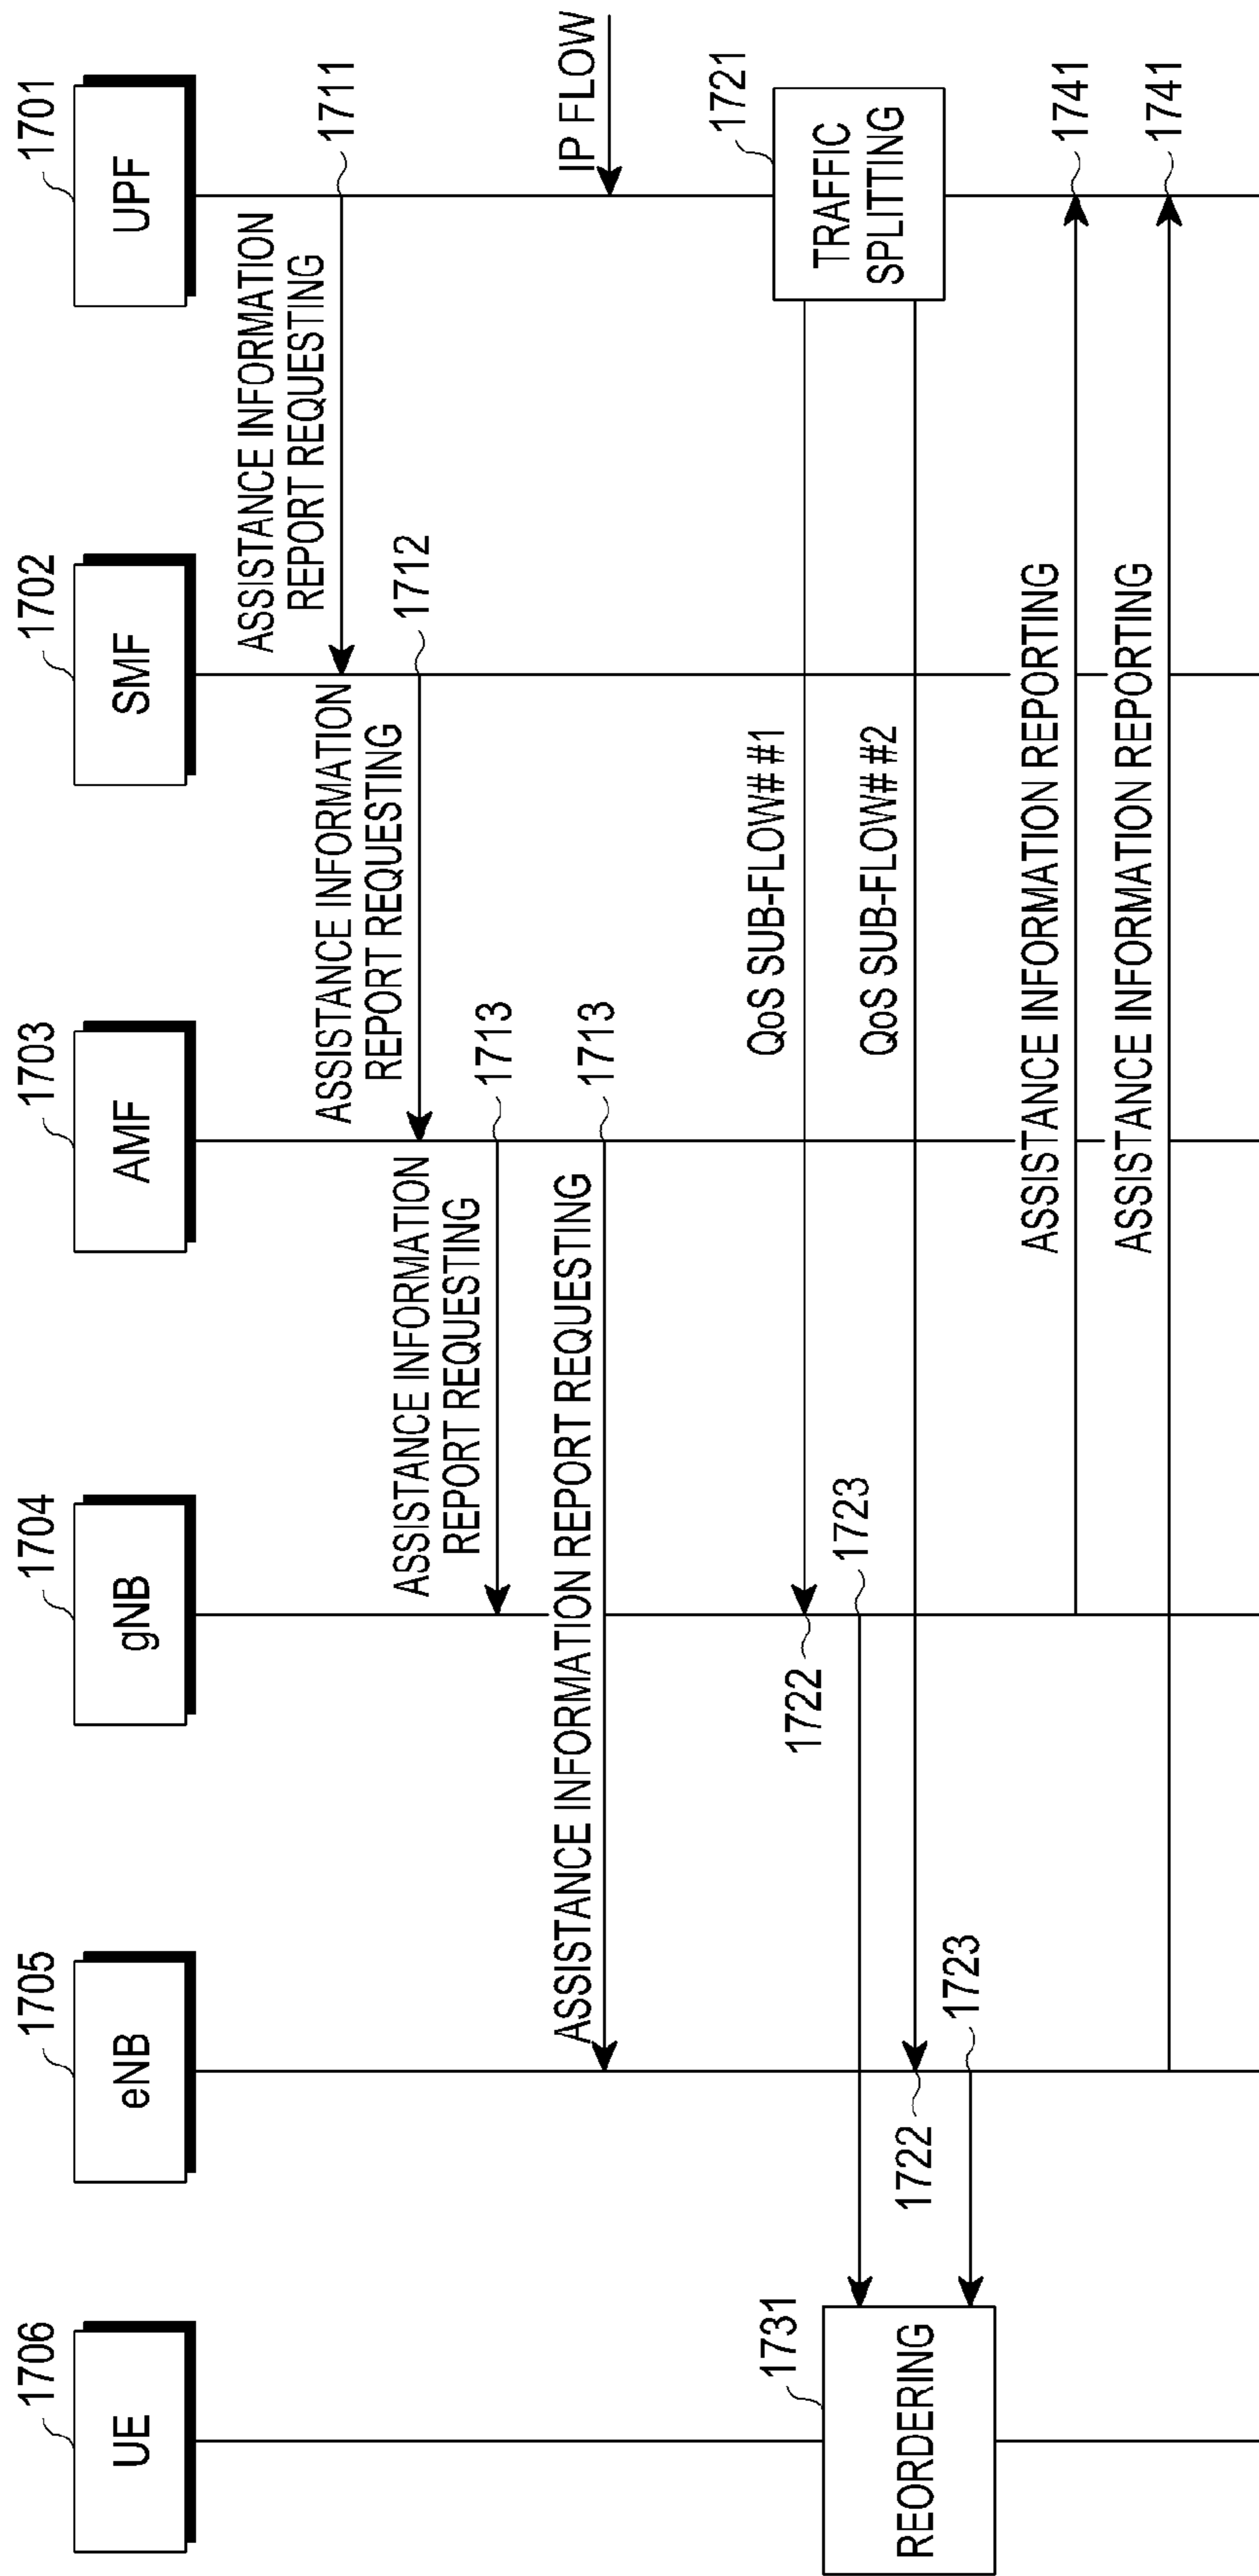 1706
UE
1705
eNB
1704
gNB
1703
AMF
1702
SMF
1701
UPF
ASSISTANCE INFORMATION
REPORT REQUESTING
1711
ASSISTANCE INFORMATION
REPORT REQUESTING
1712
ASSISTANCE INFORMATION
REPORT REQUESTING
1713
ASSISTANCE INFORMATION REPORT REQUESTING
1713
IP FLOW
1721
TRAFFIC
SPLITTING
QoS SUB-FLOW# #1
1722
1723
QoS SUB-FLOW# #2
1722
1723
1731
REORDERING
ASSISTANCE INFORMATION REPORTING
1741
ASSISTANCE INFORMATION REPORTING
1741